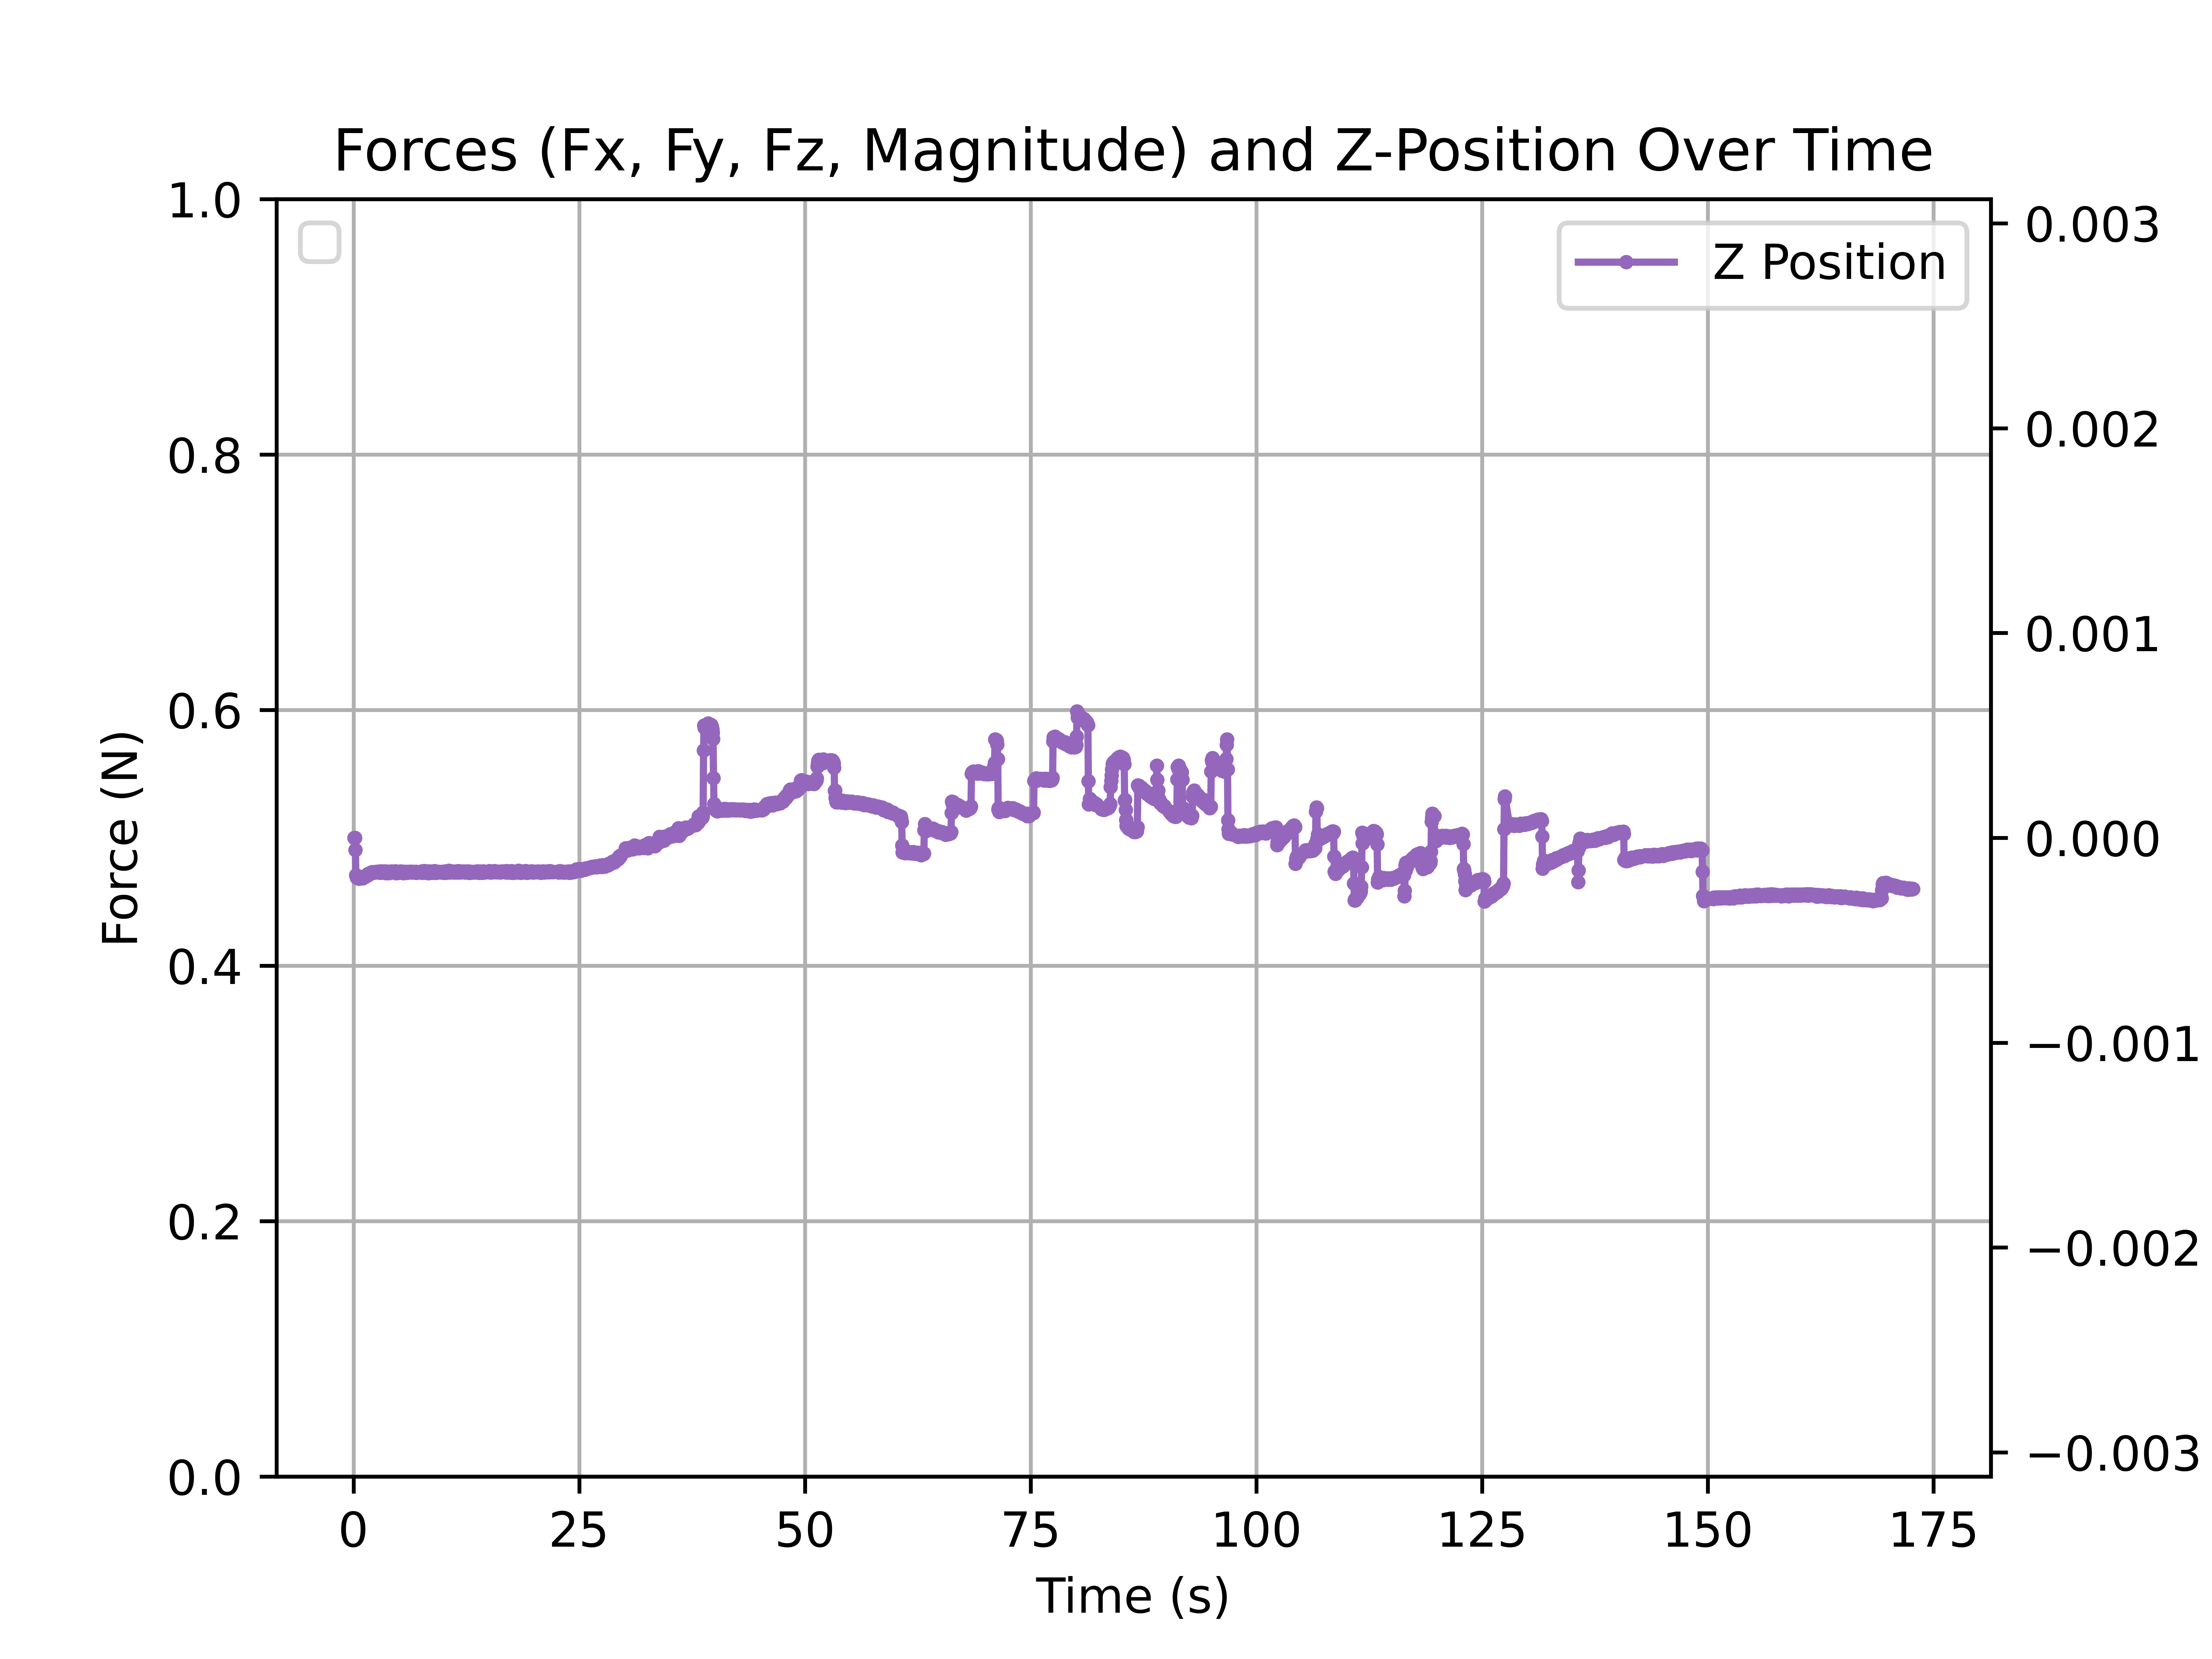 Forces (Fx, Fy, Fz, Magnitude) and Z-Position Over Time
Z Position
Force (N)
1.0
0.8
0.6
0.4
0.2
0.0
0.003
0.002
0.001
0.000
−0.001
−0.002
−0.003
0 25 50 75 100 125 150 175
Time (s)